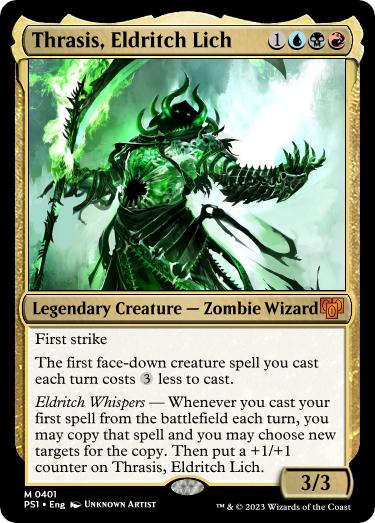 Thrasis, Eldritch Lich 1
Legendary Creature — Zombie Wizard
First strike
The first face-down creature spell you cast
each turn costs 3 less to cast.
Eldritch Whispers — Whenever you cast your
first spell from the battlefield each turn, you
may copy that spell and you may choose new
targets for the copy. Then put a +1/+1
counter on Thrasis, Eldritch Lich.
3/3
M 0401
PS1 • Eng Unknown Artist
™ & © 2023 Wizards of the Coast